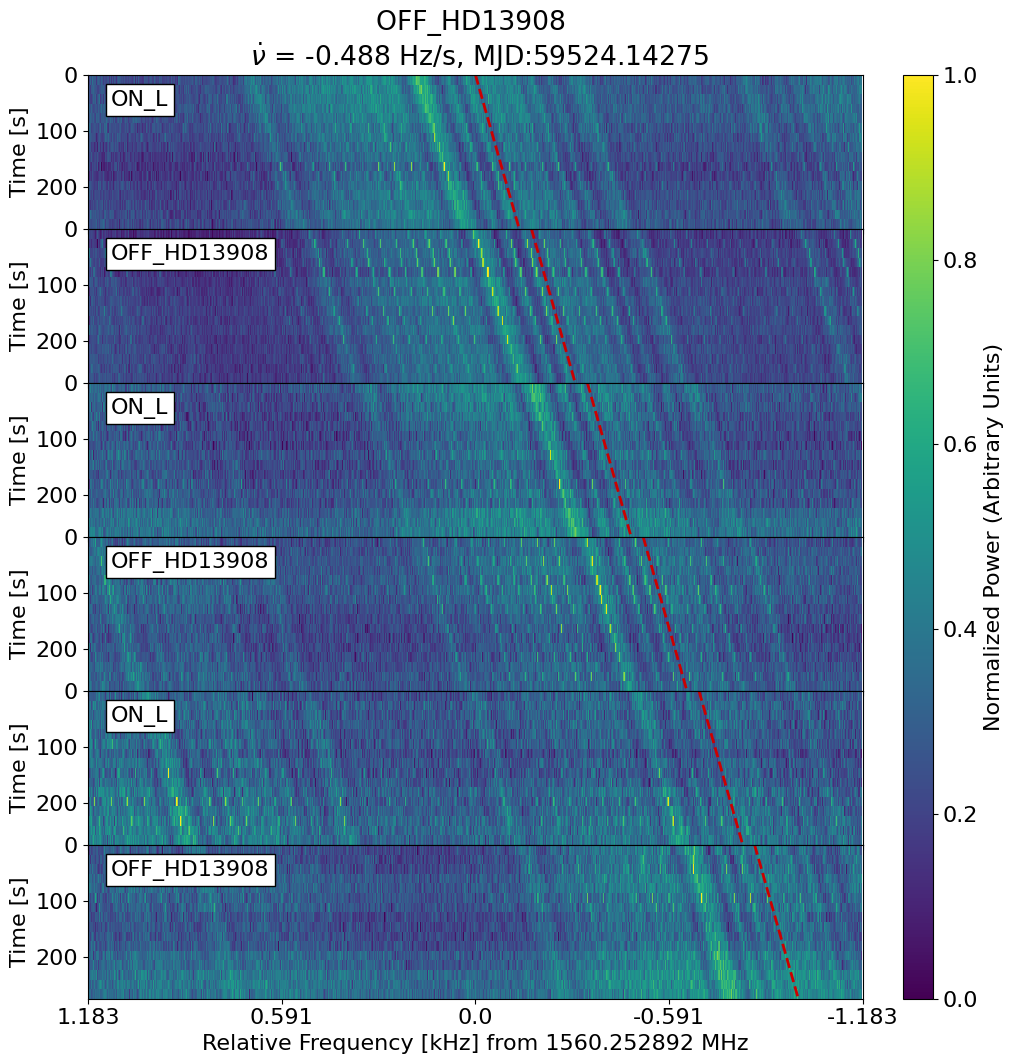 OFF_HD13908
ν̇ = -0.488 Hz/s, MJD:59524.14275
0
ON_L
100
Time [s]
200
0
OFF_HD13908
100
Time [s]
200
0
ON_L
100
Time [s]
200
0
OFF_HD13908
100
Time [s]
200
0
ON_L
100
Time [s]
200
0
OFF_HD13908
100
Time [s]
200
1.183 0.591 0.0 -0.591 -1.183
Relative Frequency [kHz] from 1560.252892 MHz
1.0
0.8
0.6
0.4
0.2
0.0
Normalized Power (Arbitrary Units)